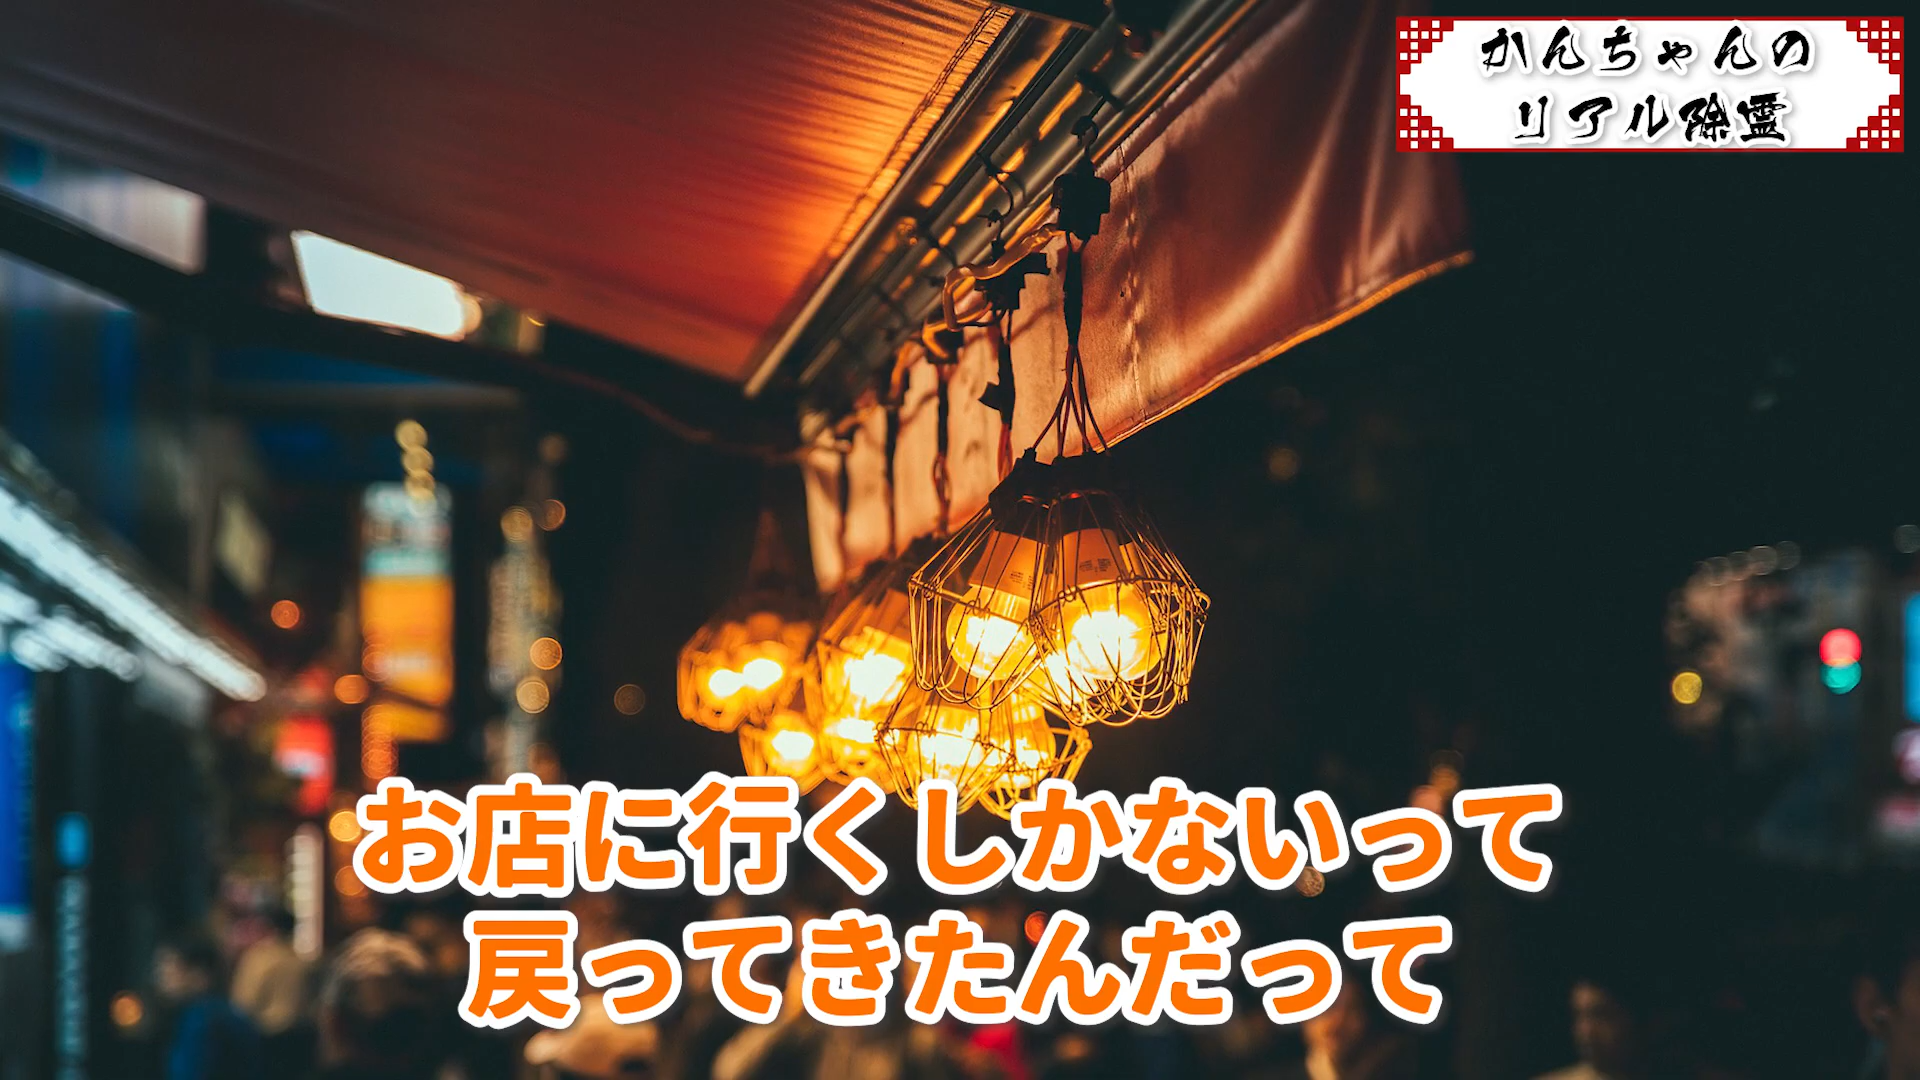 かんちゃんの
リアル除霊
お店に行くしかないって
戻ってきたんだって